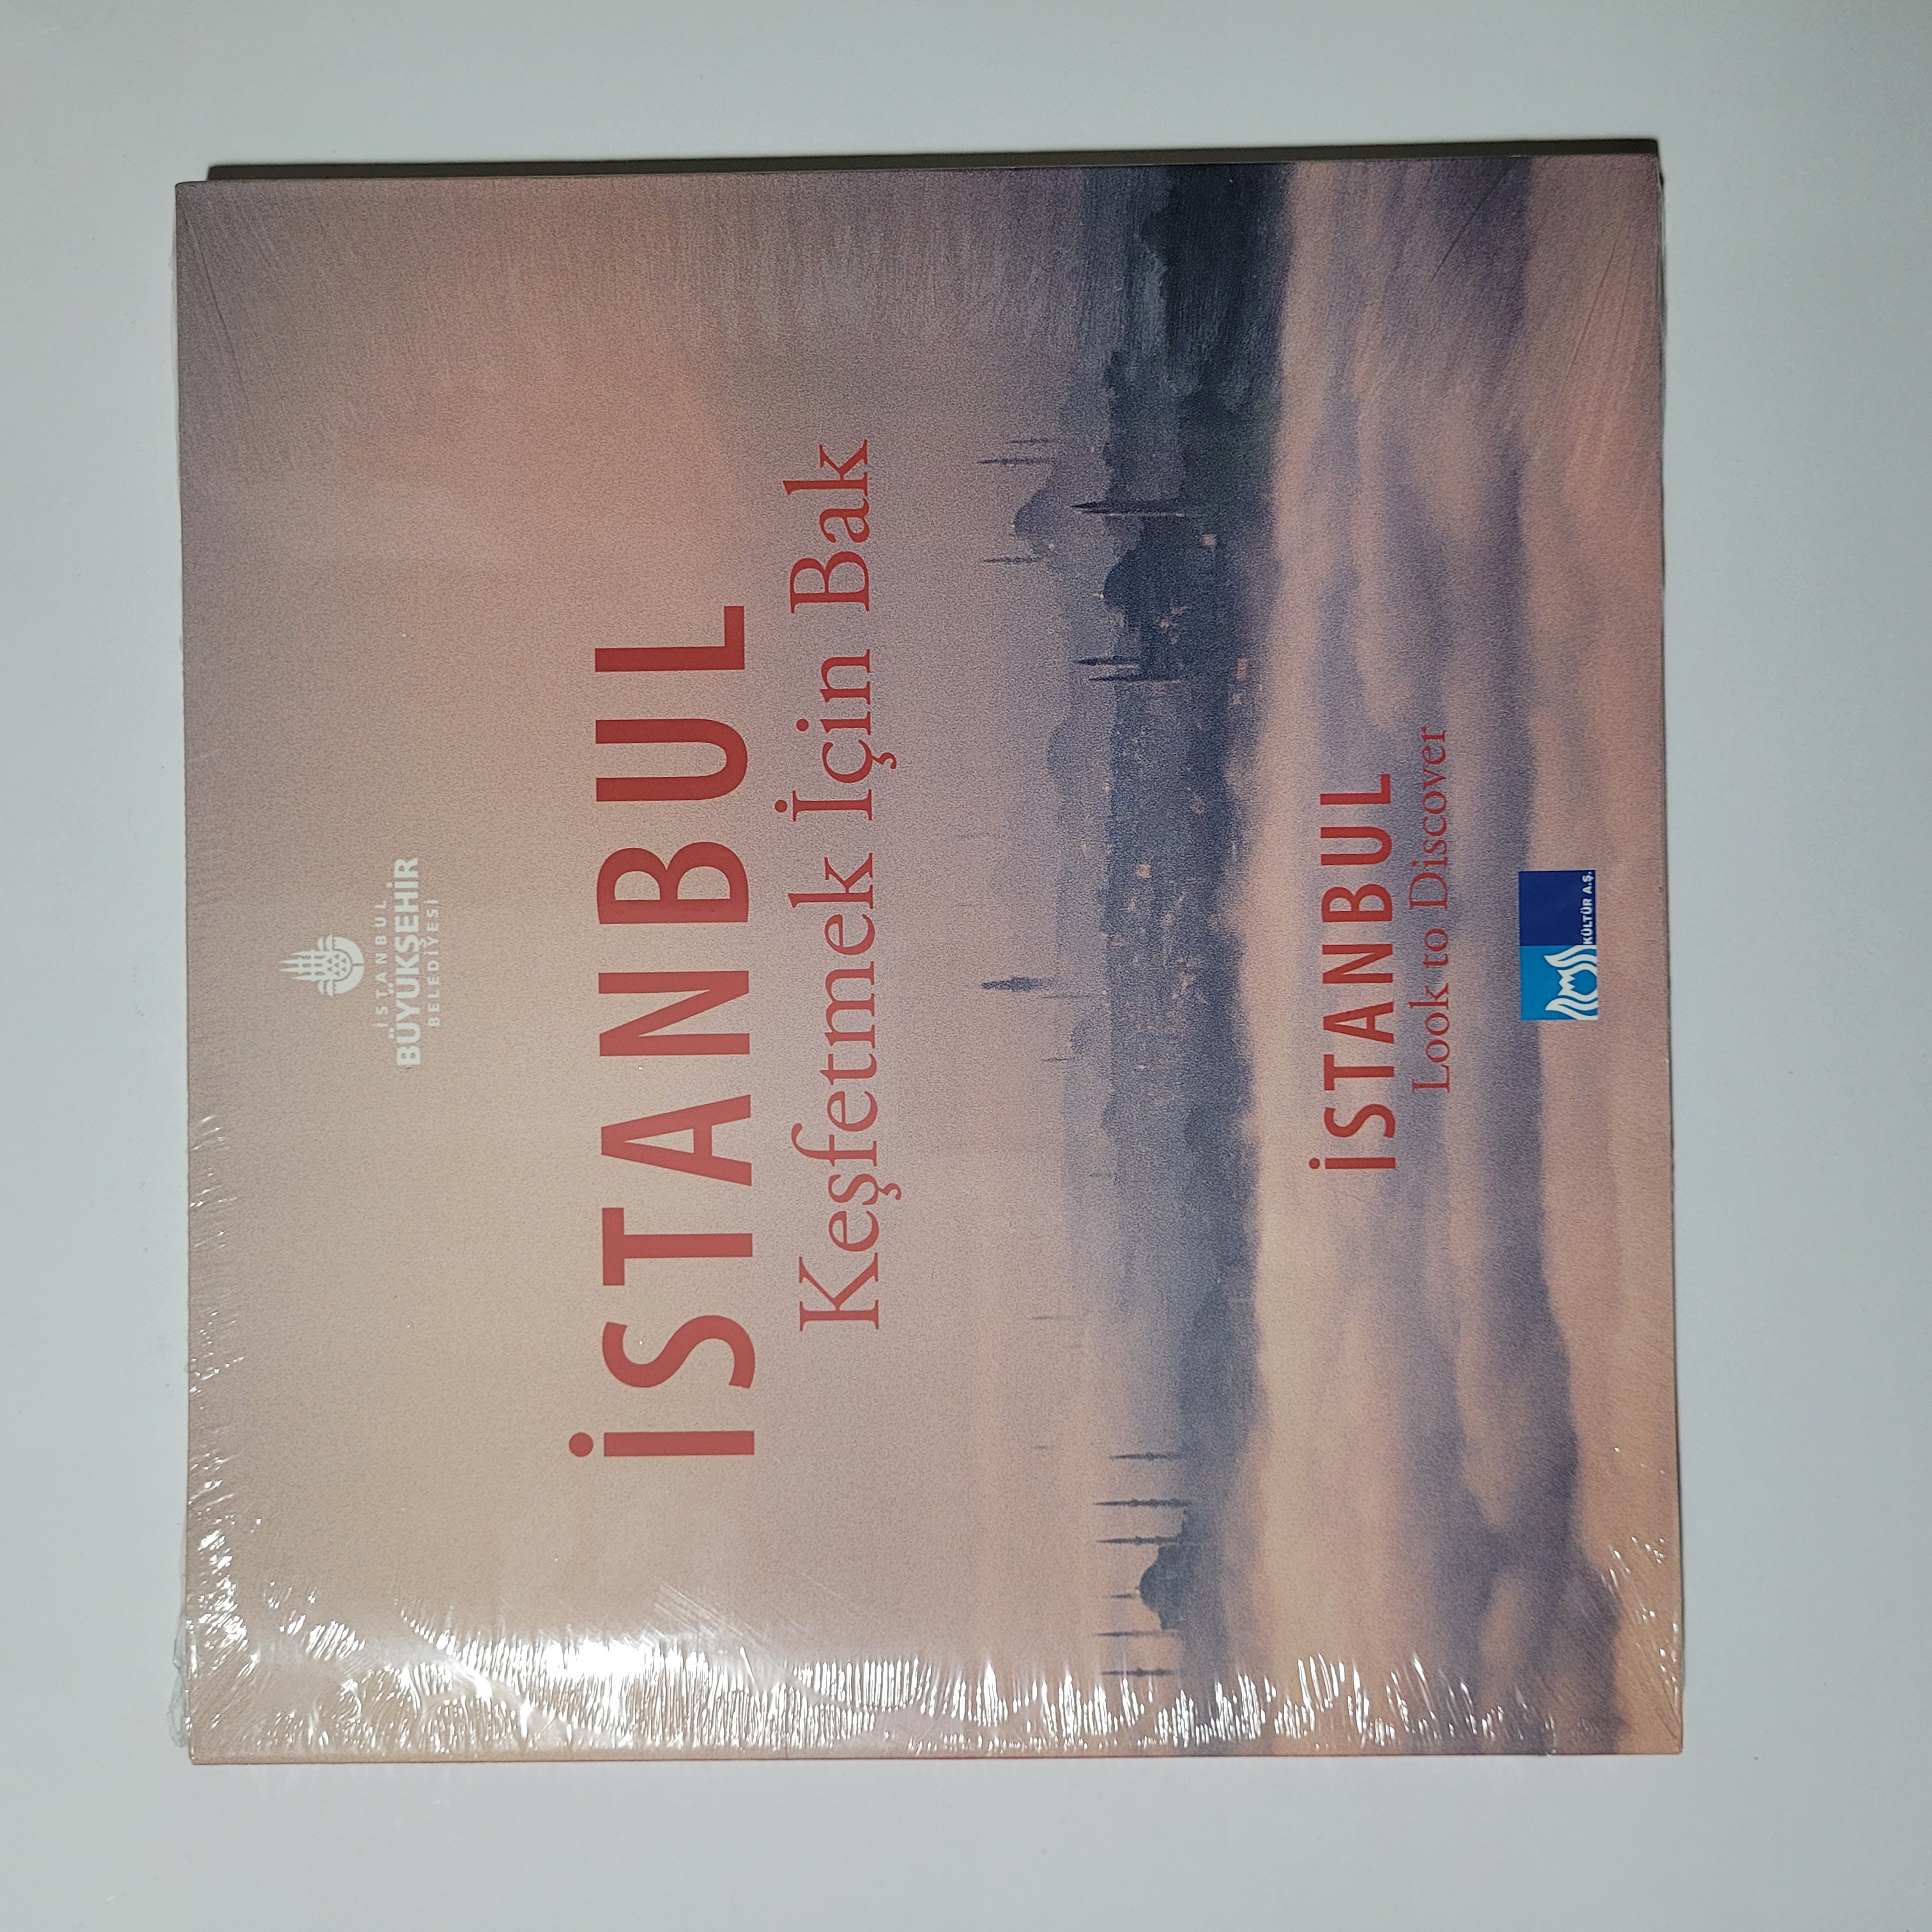 İSTANBUL
BÜYÜKŞEHİR
BELEDİYESİ
İSTANBUL
Keşfetmek İçin Bak
İSTANBUL
Look to Discover
KÜLTÜR A.Ş.